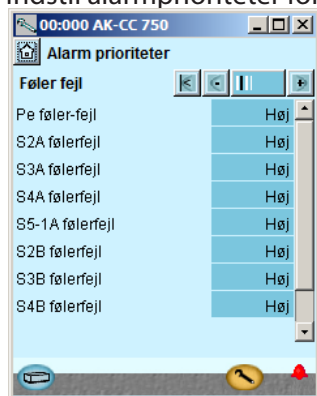 Indstil alarmprioriteter for
00:000 AK-CC 750
Alarm prioriteter
Føler fejl
Pe føler-fejl Høj
S2A følerfejl Høj
S3A følerfejl Høj
S4A følerfejl Høj
S5-1A følerfejl Høj
S2B følerfejl Høj
S3B følerfejl Høj
S4B følerfejl Høj